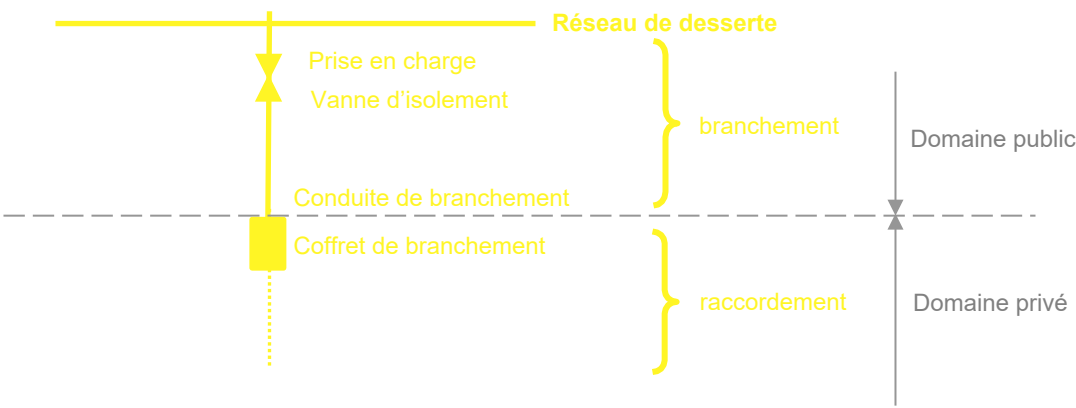 Réseau de desserte
Prise en charge
Vanne d’isolement
branchement
Domaine public
Conduite de branchement
Coffret de branchement
raccordement
Domaine privé